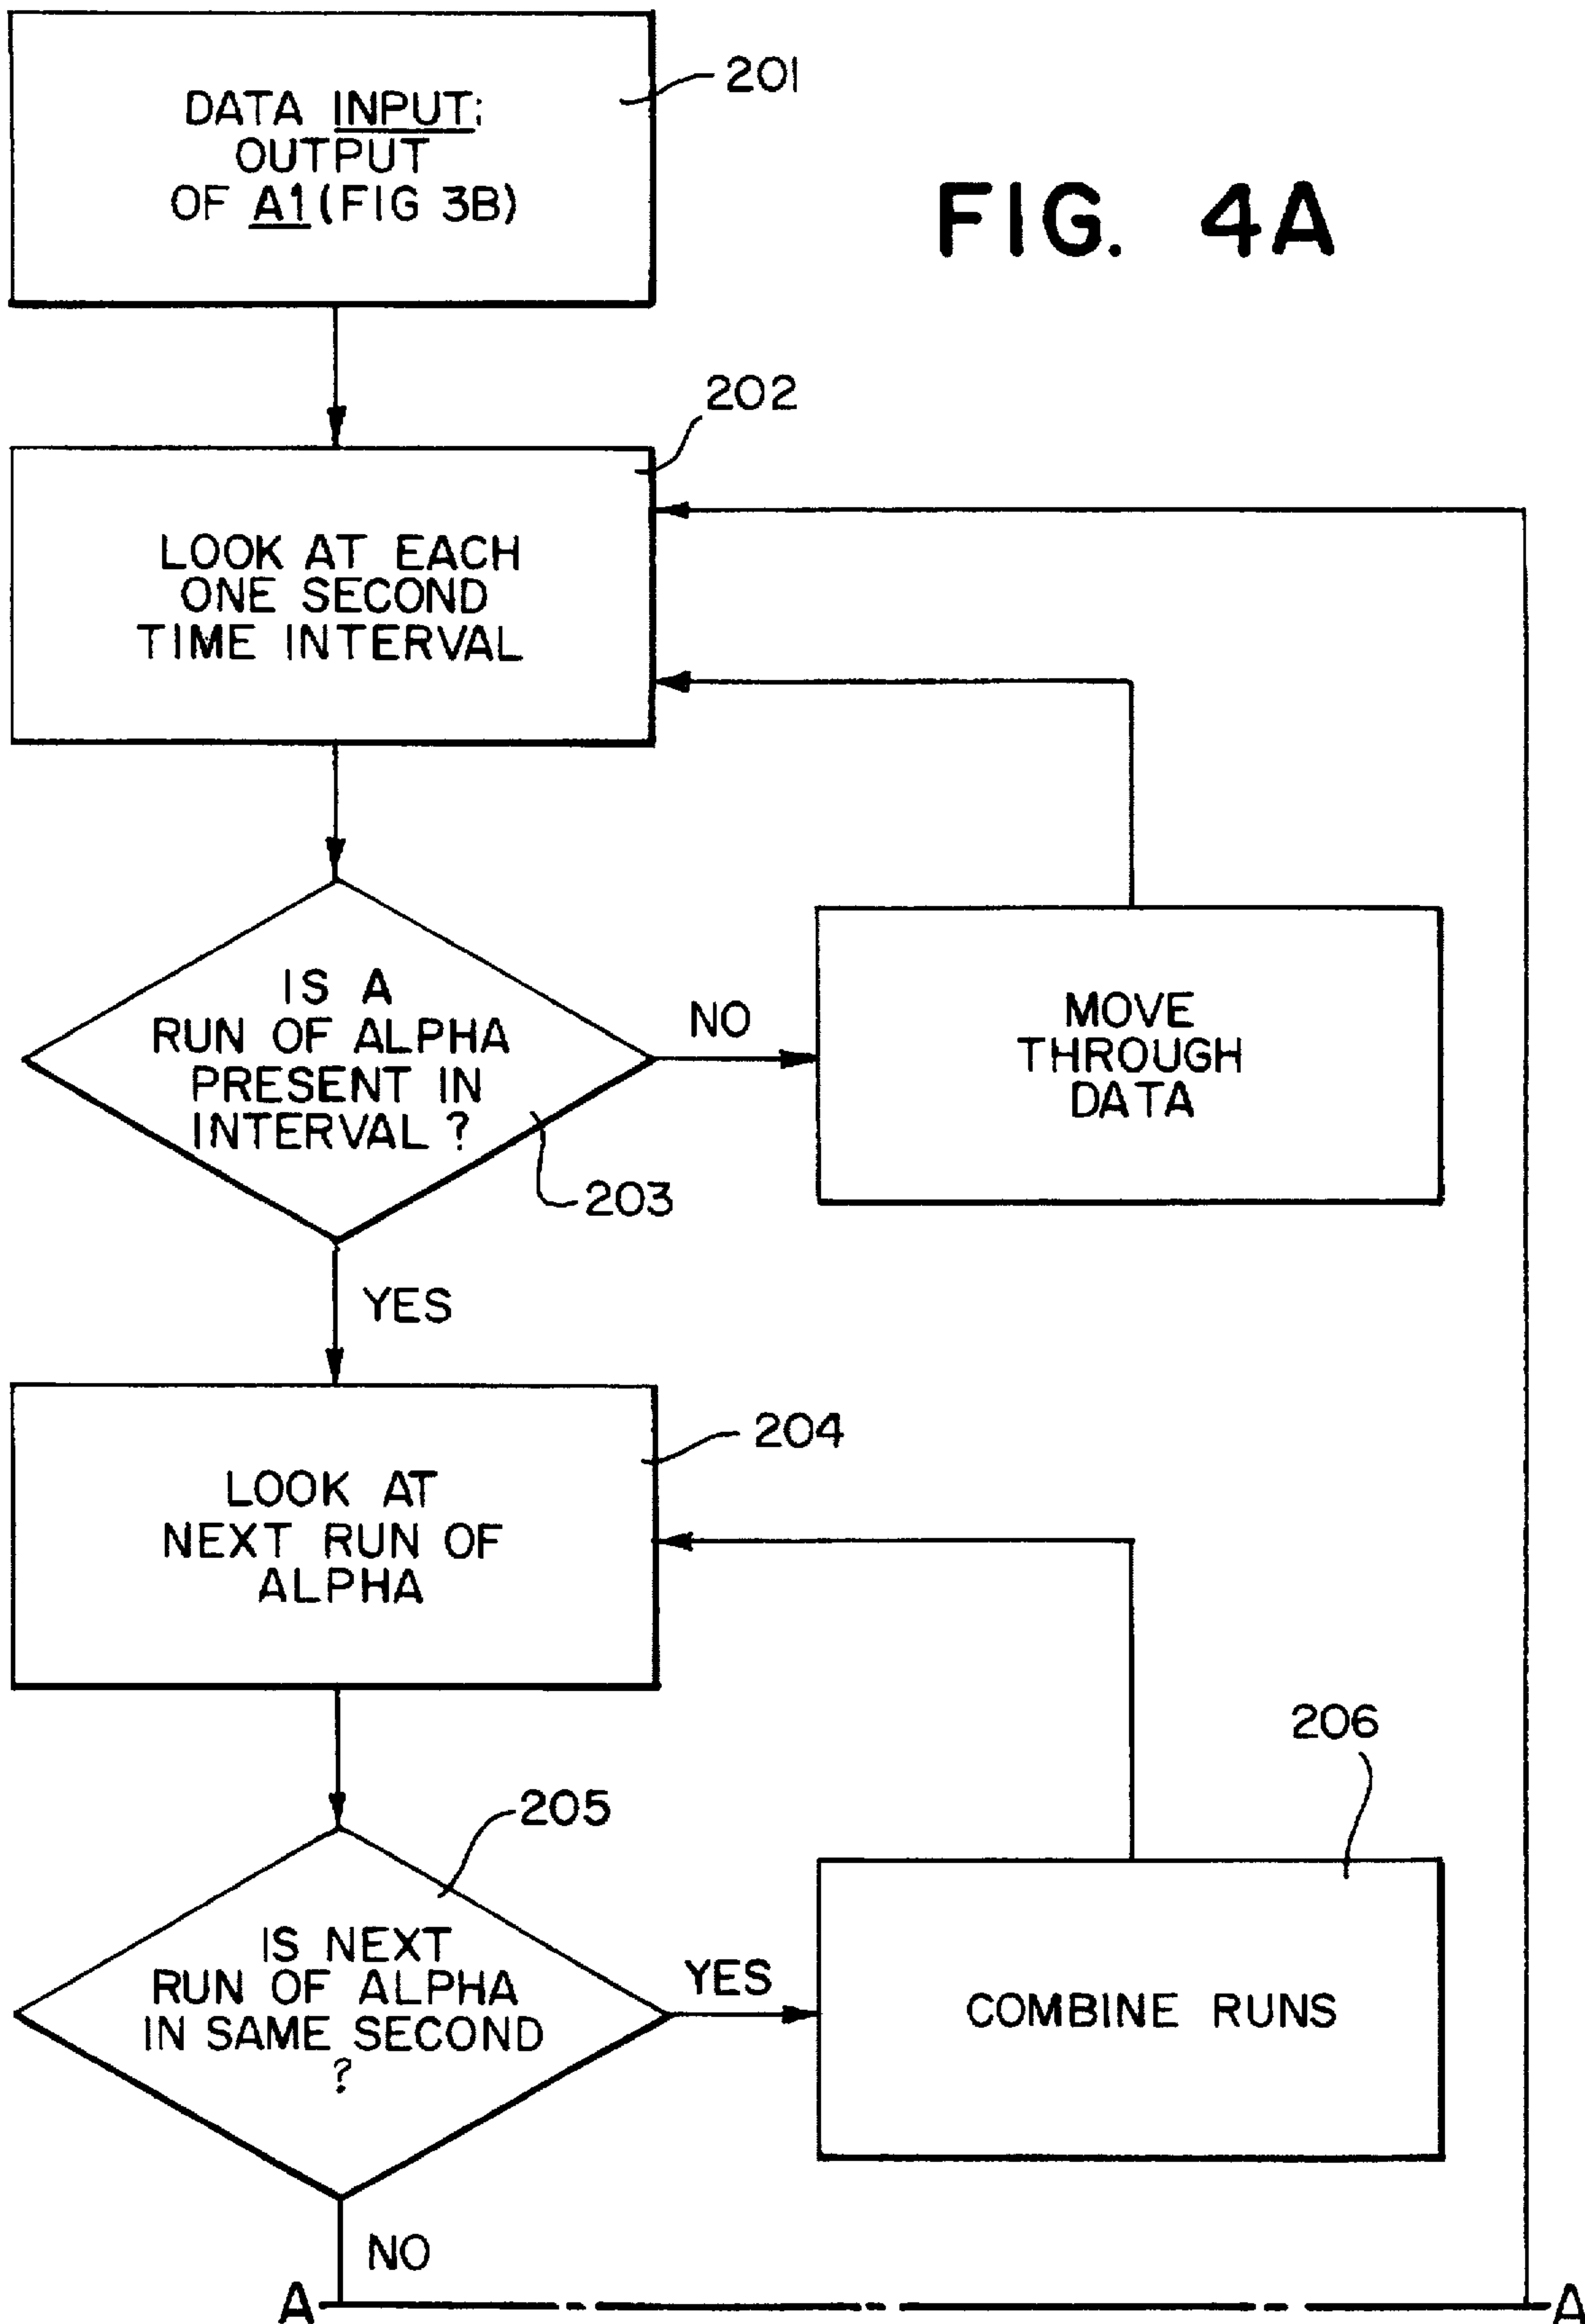 201
DATA INPUT:
OUTPUT
OF A1 (FIG 3B)
FIG. 4A
202
LOOK AT EACH
ONE SECOND
TIME INTERVAL
IS A
RUN OF ALPHA
PRESENT IN
INTERVAL ?
203
NO
MOVE
THROUGH
DATA
YES
204
LOOK AT
NEXT RUN OF
ALPHA
205
IS NEXT
RUN OF ALPHA
IN SAME SECOND
?
YES
206
COMBINE RUNS
NO
A
A